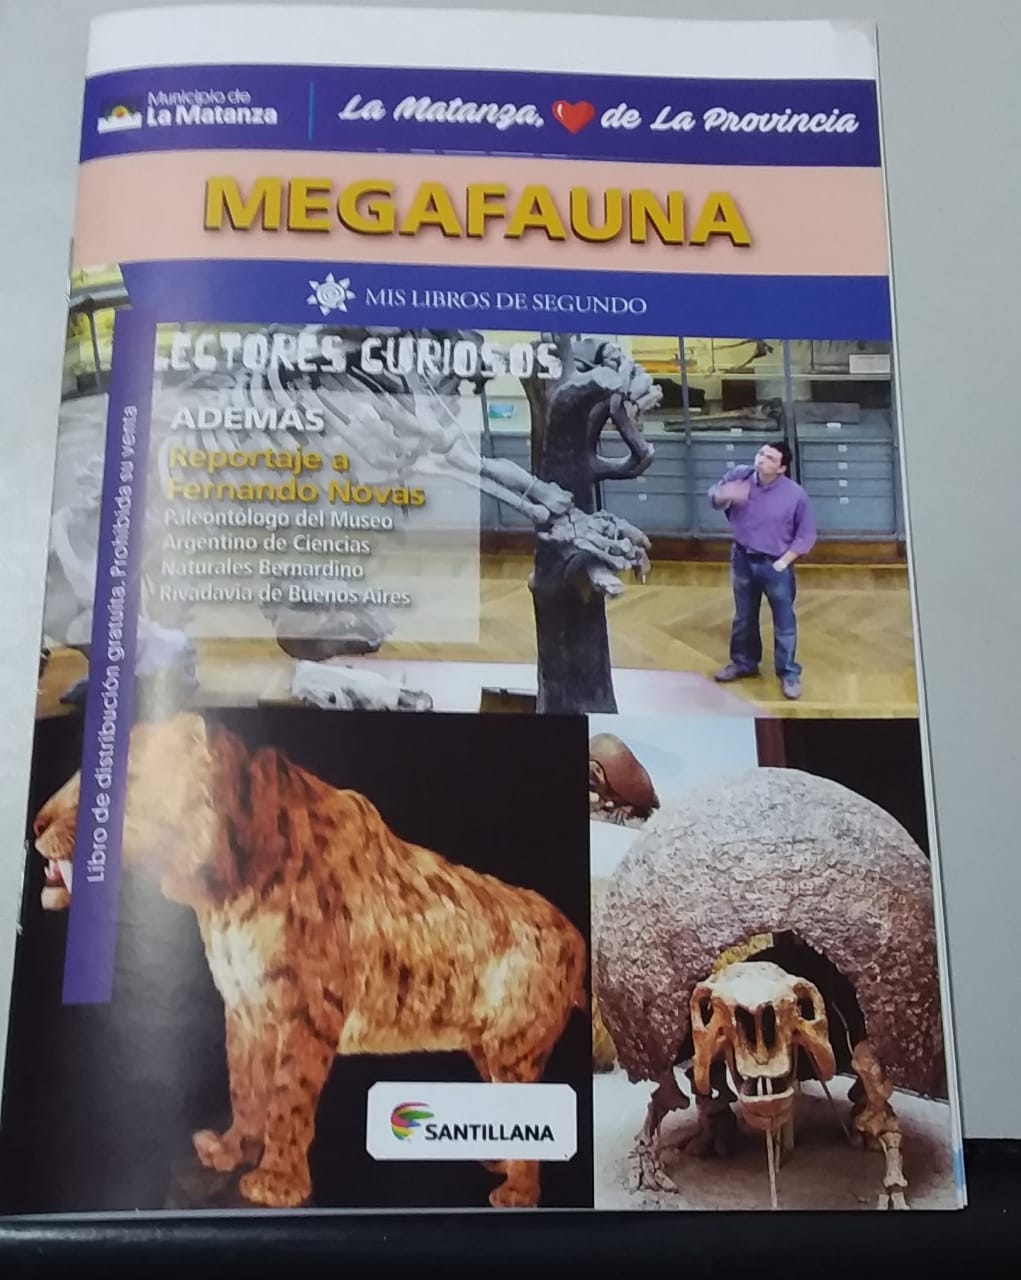 Municipio de
La Matanza
La Matanza, de La Provincia
MEGAFAUNA
MIS LIBROS DE SEGUNDO
LECTORES CURIOSOS
ADEMÁS
Reportaje a
Fernando Novas
Paleontólogo del Museo
Argentino de Ciencias
Naturales Bernardino
Rivadavia de Buenos Aires
Libro de distribución gratuita. Prohibida su venta
SANTILLANA